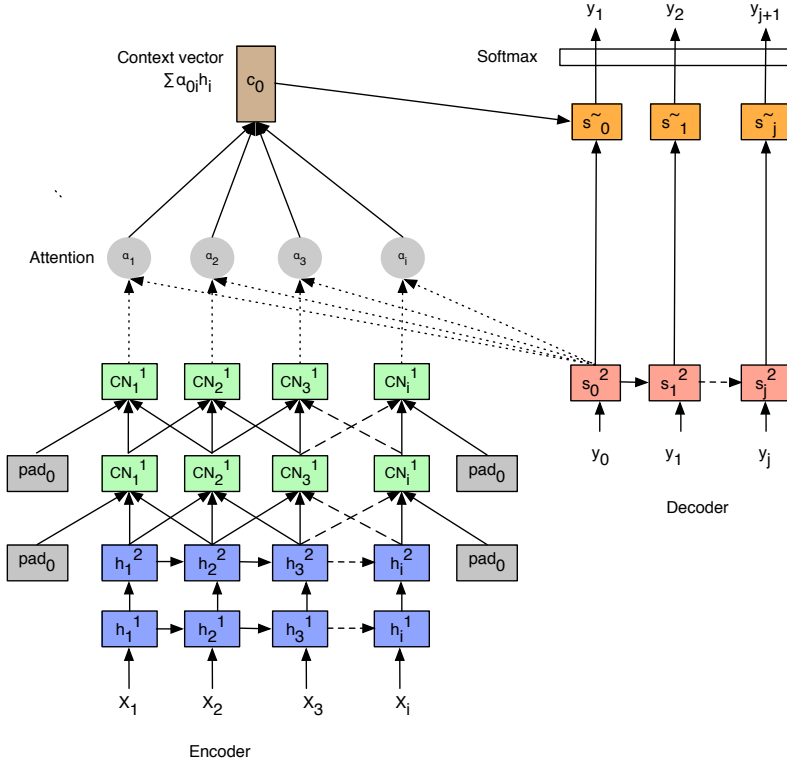 y₁ y₂ yⱼ₊₁
Softmax
Context vector
∑ α₀ᵢhᵢ
c₀
s˜₀ s˜₁ s˜ⱼ
Attention
α₁ α₂ α₃ αᵢ
CN₁¹ CN₂¹ CN₃¹ CNᵢ¹
s₀² s₁² sⱼ²
y₀ y₁ yⱼ
pad₀ CN₁¹ CN₂¹ CN₃¹ CNᵢ¹ pad₀
Decoder
pad₀ h₁² h₂² h₃² hᵢ² pad₀
h₁¹ h₂¹ h₃¹ hᵢ¹
X₁ X₂ X₃ Xᵢ
Encoder